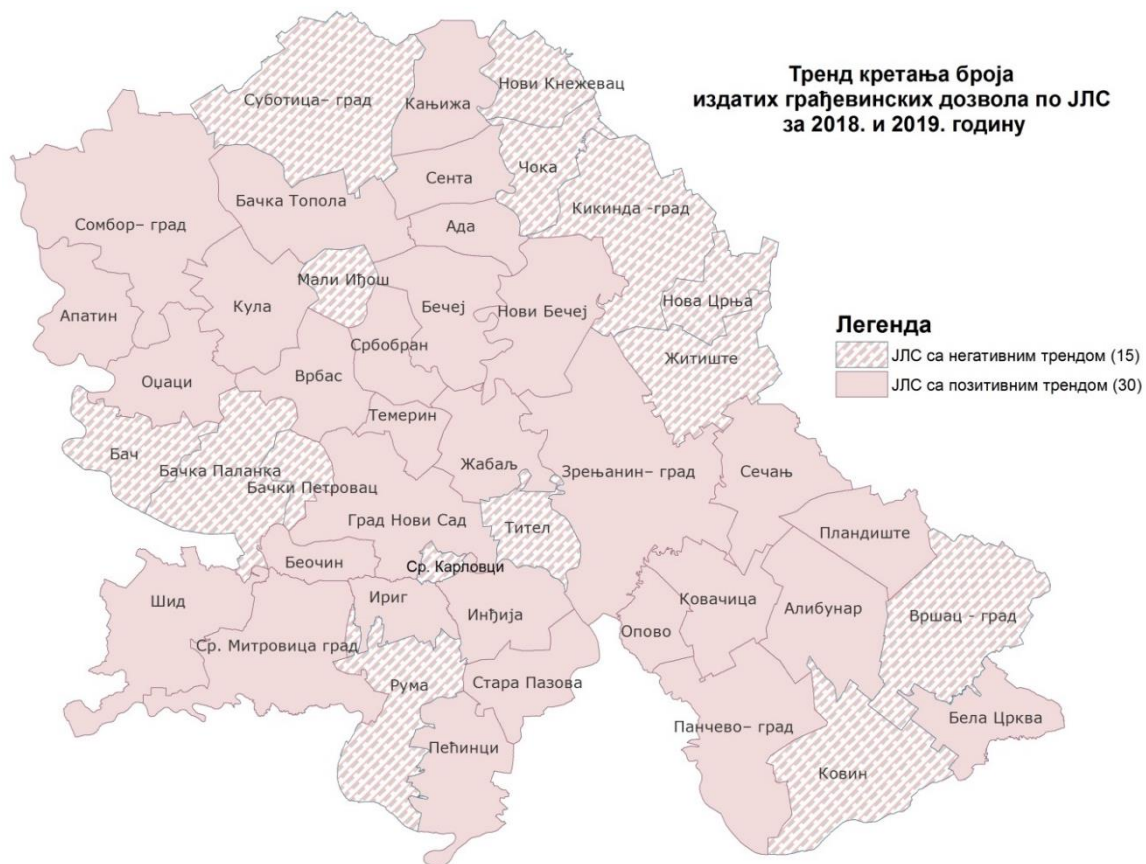 Тренд кретања броја
издатих грађевинских дозвола по ЈЛС
за 2018. и 2019. годину
Суботица– град
Кањижа
Нови Кнежевац
Чока
Сента
Бачка Топола
Кикинда -град
Сомбор– град
Ада
Мали Иђош
Нова Црња
Апатин
Кула
Бечеј
Нови Бечеј
Србобран
Житиште
Легенда
ЈЛС са негативним трендом (15)
ЈЛС са позитивним трендом (30)
Оџаци
Врбас
Темерин
Бач
Бачка Паланка
Бачки Петровац
Жабаљ
Зрењанин– град
Сечањ
Град Нови Сад
Тител
Пландиште
Беочин
Ср. Карловци
Шид
Ириг
Инђија
Ковачица
Алибунар
Вршац - град
Опово
Ср. Митровица град
Рума
Стара Пазова
Бела Црква
Панчево– град
Пећинци
Ковин